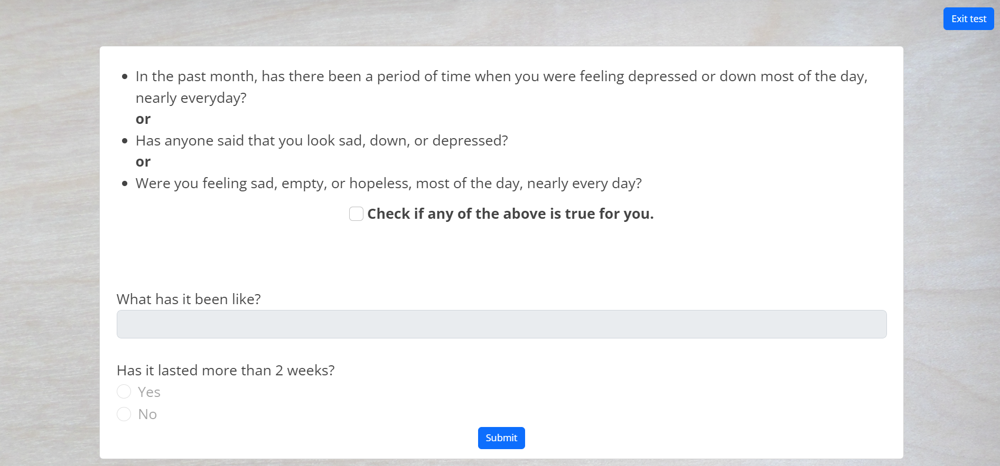 Exit test
In the past month, has there been a period of time when you were feeling depressed or down most of the day,
nearly everyday?
or
Has anyone said that you look sad, down, or depressed?
or
Were you feeling sad, empty, or hopeless, most of the day, nearly every day?
Check if any of the above is true for you.
What has it been like?
Has it lasted more than 2 weeks?
Yes
No
Submit